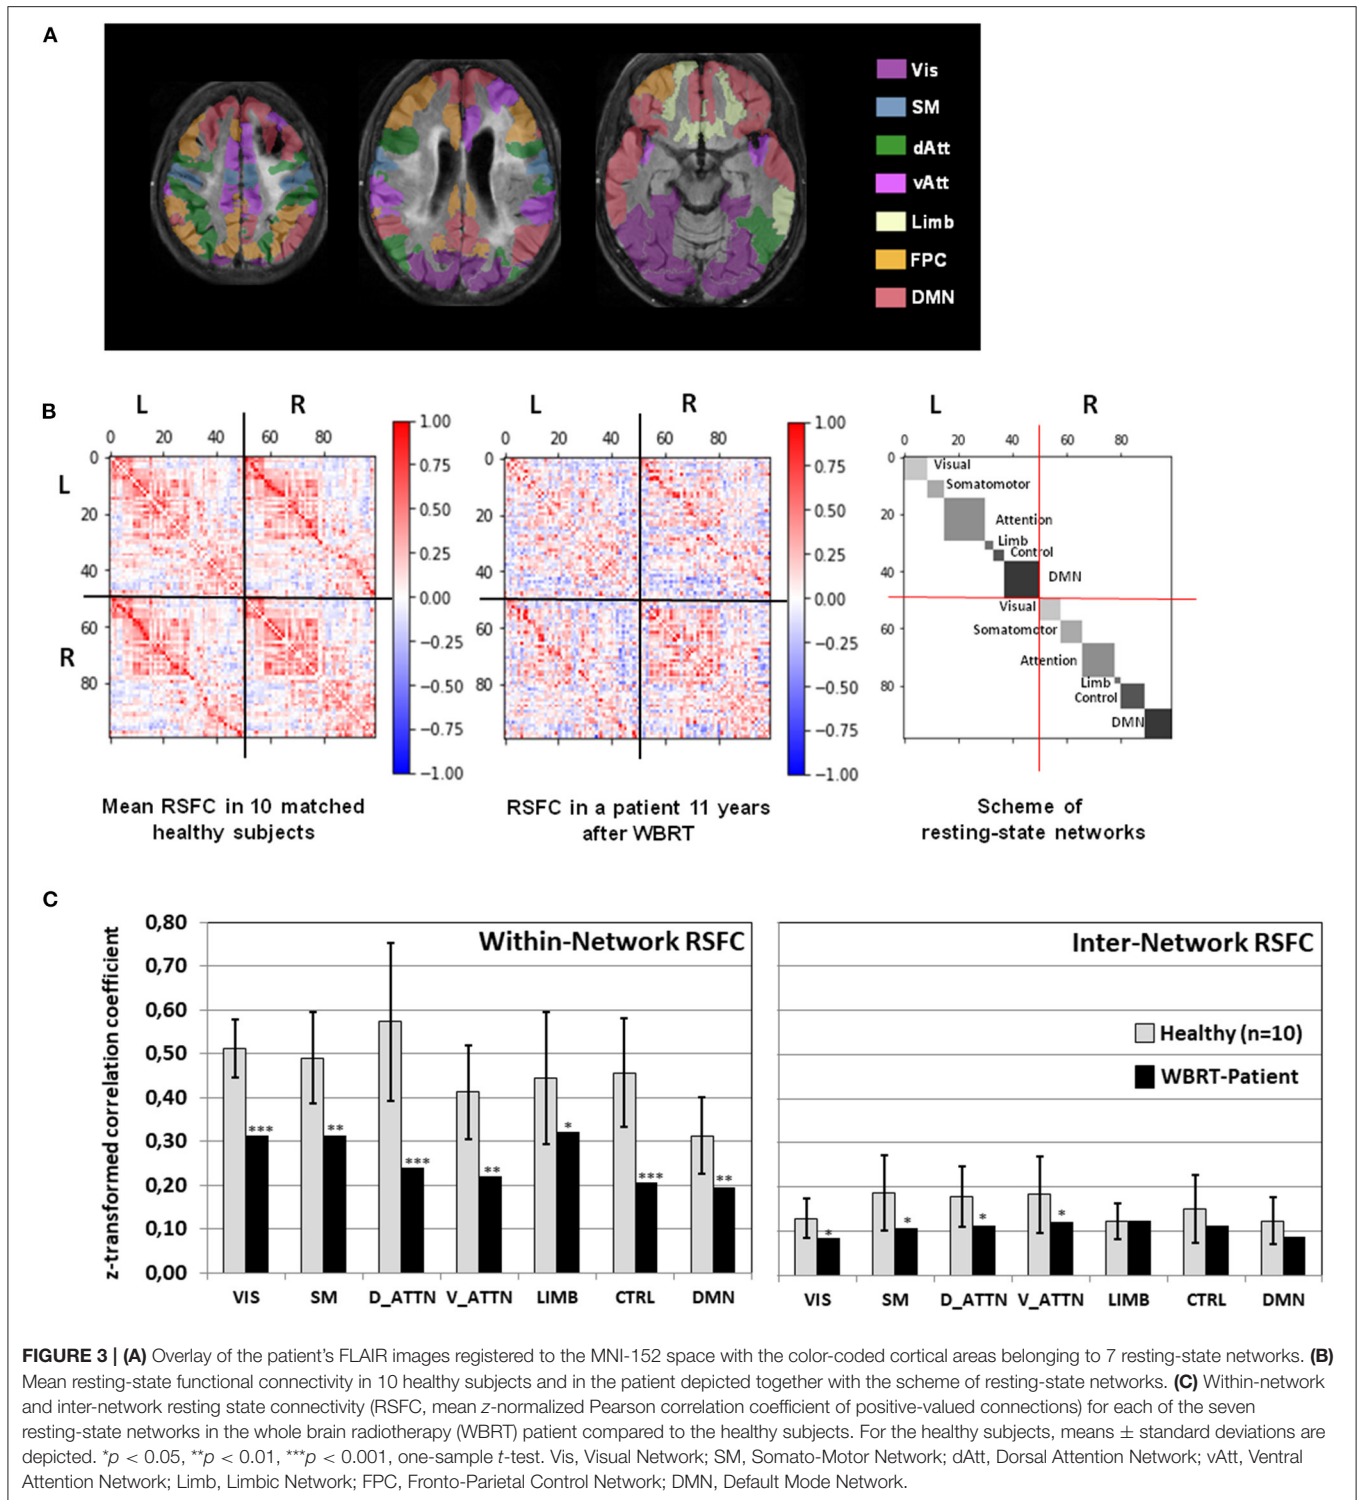 A
Vis
SM
dAtt
vAtt
Limb
FPC
DMN
B
L R
0 20 40 60 80
L
R
0
20
40
60
80
1.00
0.75
0.50
0.25
0.00
−0.25
−0.50
−0.75
−1.00
Mean RSFC in 10 matched
healthy subjects
L R
0 20 40 60 80
0
20
40
60
80
1.00
0.75
0.50
0.25
0.00
−0.25
−0.50
−0.75
−1.00
RSFC in a patient 11 years
after WBRT
L R
0 20 40 60 80
0
20
40
60
80
Visual
Somatomotor
Attention
Limb
Control
DMN
Visual
Somatomotor
Attention
Limb
Control
DMN
Scheme of
resting-state networks
C
z-transformed correlation coefficient
0,80
0,70
0,60
0,50
0,40
0,30
0,20
0,10
0,00
Within-Network RSFC
*** ** *** ** * *** **
VIS SM D_ATTN V_ATTN LIMB CTRL DMN
Inter-Network RSFC
Healthy (n=10)
WBRT-Patient
* * * *
VIS SM D_ATTN V_ATTN LIMB CTRL DMN
FIGURE 3 | (A) Overlay of the patient's FLAIR images registered to the MNI-152 space with the color-coded cortical areas belonging to 7 resting-state networks. (B)
Mean resting-state functional connectivity in 10 healthy subjects and in the patient depicted together with the scheme of resting-state networks. (C) Within-network
and inter-network resting state connectivity (RSFC, mean z-normalized Pearson correlation coefficient of positive-valued connections) for each of the seven
resting-state networks in the whole brain radiotherapy (WBRT) patient compared to the healthy subjects. For the healthy subjects, means ± standard deviations are
depicted. *p < 0.05, **p < 0.01, ***p < 0.001, one-sample t-test. Vis, Visual Network; SM, Somato-Motor Network; dAtt, Dorsal Attention Network; vAtt, Ventral
Attention Network; Limb, Limbic Network; FPC, Fronto-Parietal Control Network; DMN, Default Mode Network.